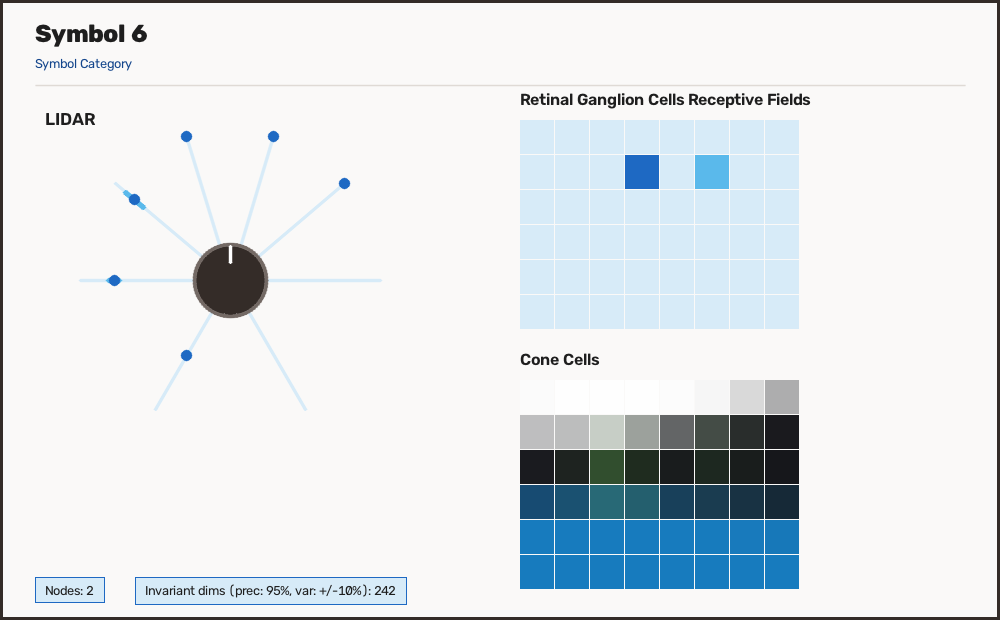 Symbol 6
Symbol Category
LIDAR
Retinal Ganglion Cells Receptive Fields
Cone Cells
Nodes: 2
Invariant dims (prec: 95%, var: +/-10%): 242